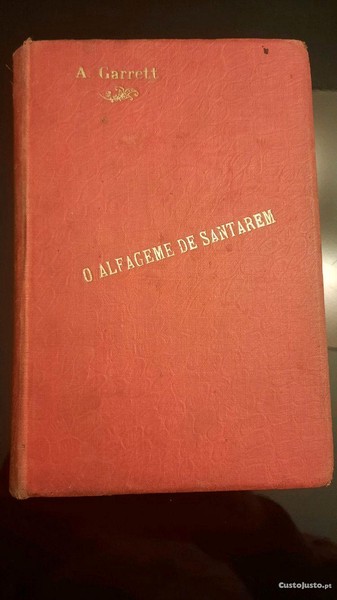 A. Garrett
O ALFAGEME DE SANTAREM
CustoJusto.pt